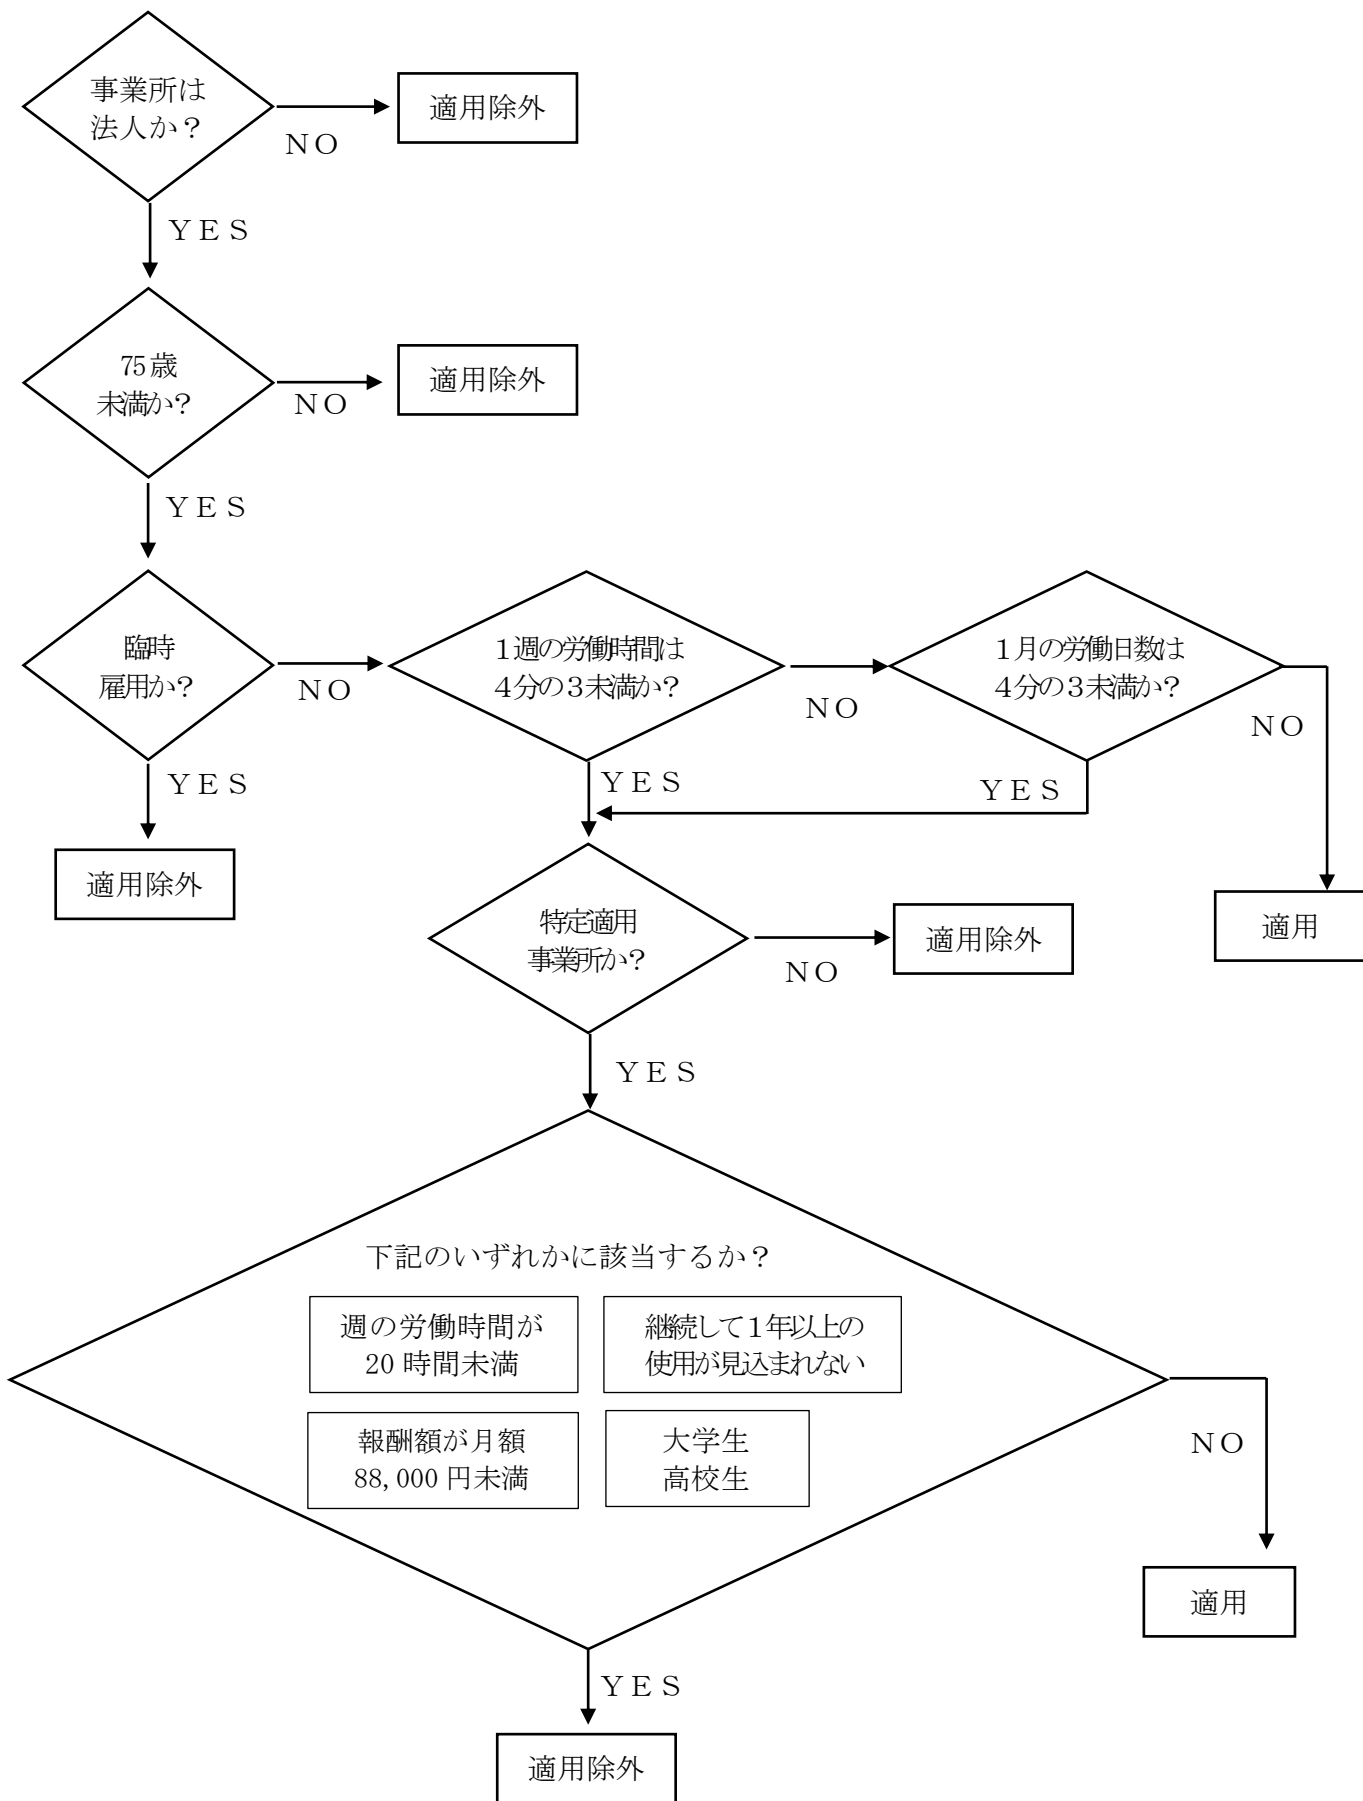 事業所は
法人か？
NO
適用除外
YES
75歳
未満か?
NO
適用除外
YES
臨時
雇用か?
NO
1週の労働時間は
4分の3未満か?
NO
1月の労働日数は
4分の3未満か?
NO
YES
YES
YES
適用除外
特定適用
事業所か?
NO
適用除外
適用
YES
下記のいずれかに該当するか？
週の労働時間が
20時間未満
継続して1年以上の
使用が見込まれない
報酬額が月額
88,000円未満
大学生
高校生
NO
適用
YES
適用除外